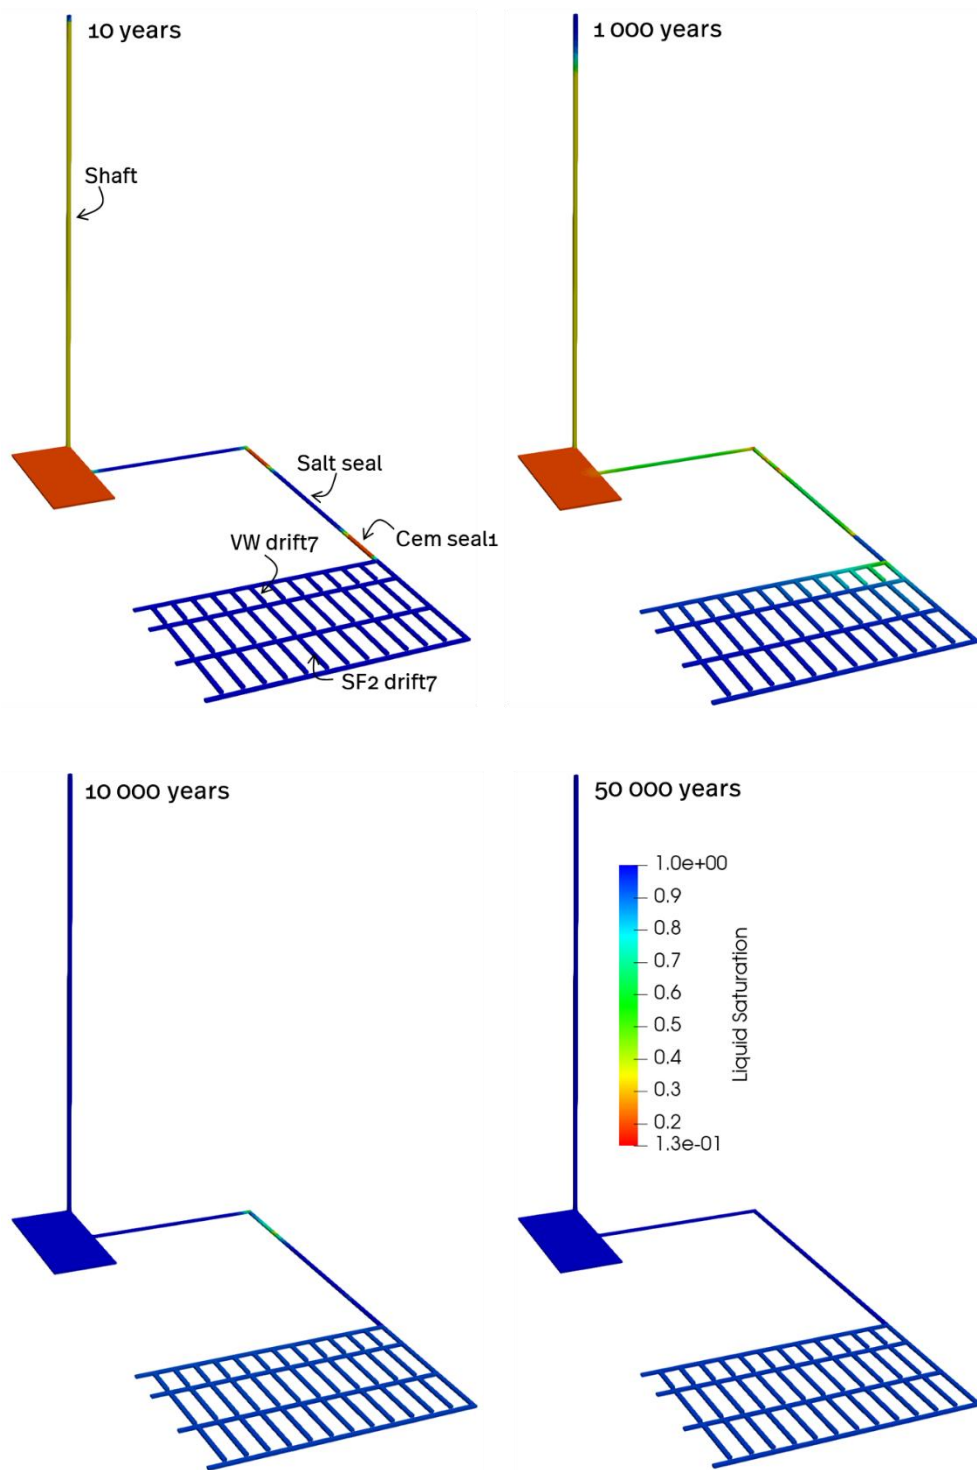 10 years
1 000 years
Shaft
Salt seal
VW drift7
Cem seal1
SF2 drift7
10 000 years
50 000 years
1.0e+00
0.9
0.8
0.7
0.6
0.5
0.4
0.3
0.2
1.3e-01
Liquid Saturation